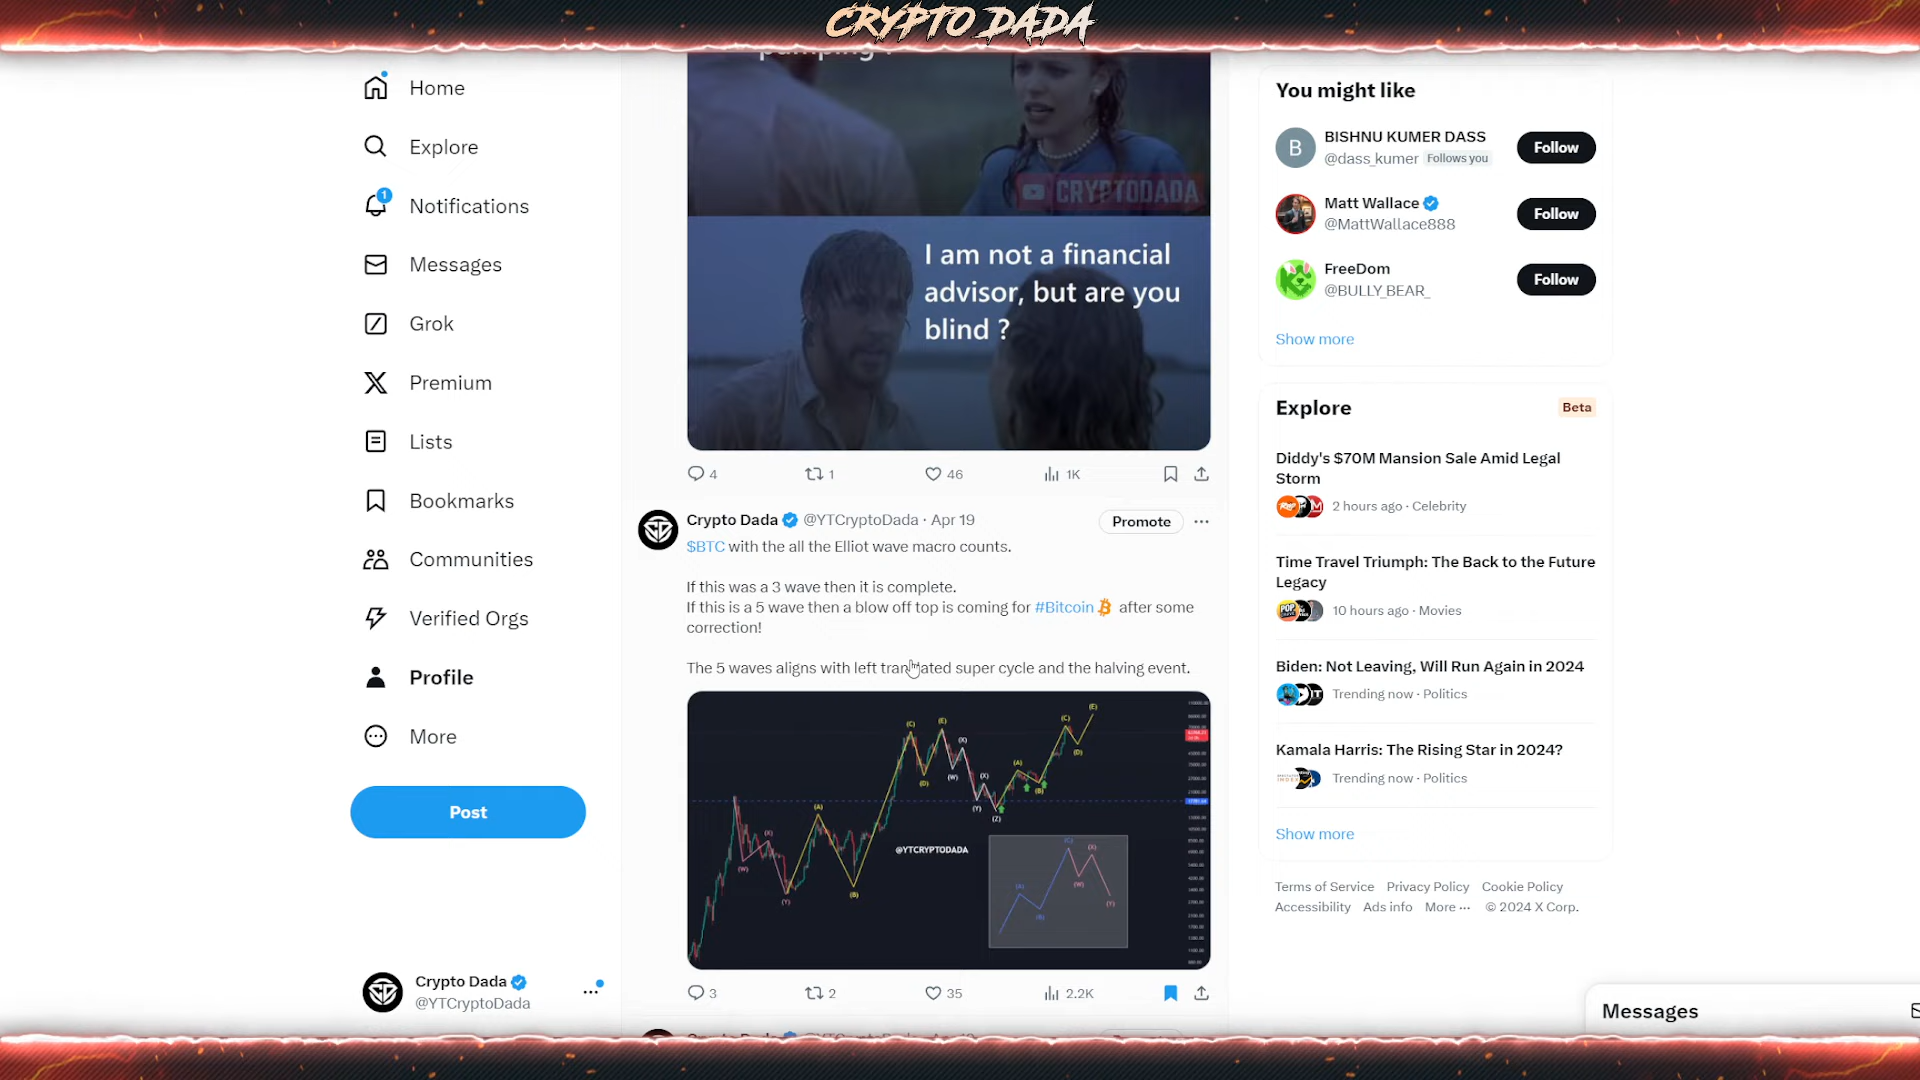 CRYPTO DADA
Home
Explore
1
Notifications
Messages
Grok
Premium
Lists
Bookmarks
Communities
Verified Orgs
Profile
More
Post
Crypto Dada
@YTCryptoDada
CRYPTODADA
I am not a financial
advisor, but are you
blind ?
4
1
46
1K
Crypto Dada @YTCryptoDada · Apr 19
Promote
$BTC with the all the Elliot wave macro counts.
If this was a 3 wave then it is complete.
If this is a 5 wave then a blow off top is coming for #Bitcoin after some
correction!
The 5 waves aligns with left tranlated super cycle and the halving event.
(C)
(E)
(X)
(D)
(W)
(X)
(Y)
(Z)
(A)
(B)
(C)
(D)
(E)
(X)
(W)
(Y)
(A)
(B)
@YTCRYPTODADA
(C)
(X)
(A)
(W)
(B)
(Y)
3
2
35
2.2K
You might like
B
BISHNU KUMER DASS
@dass_kumer Follows you
Follow
Matt Wallace
@MattWallace888
Follow
FreeDom
@BULLY_BEAR_
Follow
Show more
Explore
Beta
Diddy's $70M Mansion Sale Amid Legal
Storm
2 hours ago · Celebrity
Time Travel Triumph: The Back to the Future
Legacy
10 hours ago · Movies
Biden: Not Leaving, Will Run Again in 2024
Trending now · Politics
Kamala Harris: The Rising Star in 2024?
Trending now · Politics
Show more
Terms of Service Privacy Policy Cookie Policy
Accessibility Ads info More ··· © 2024 X Corp.
Messages